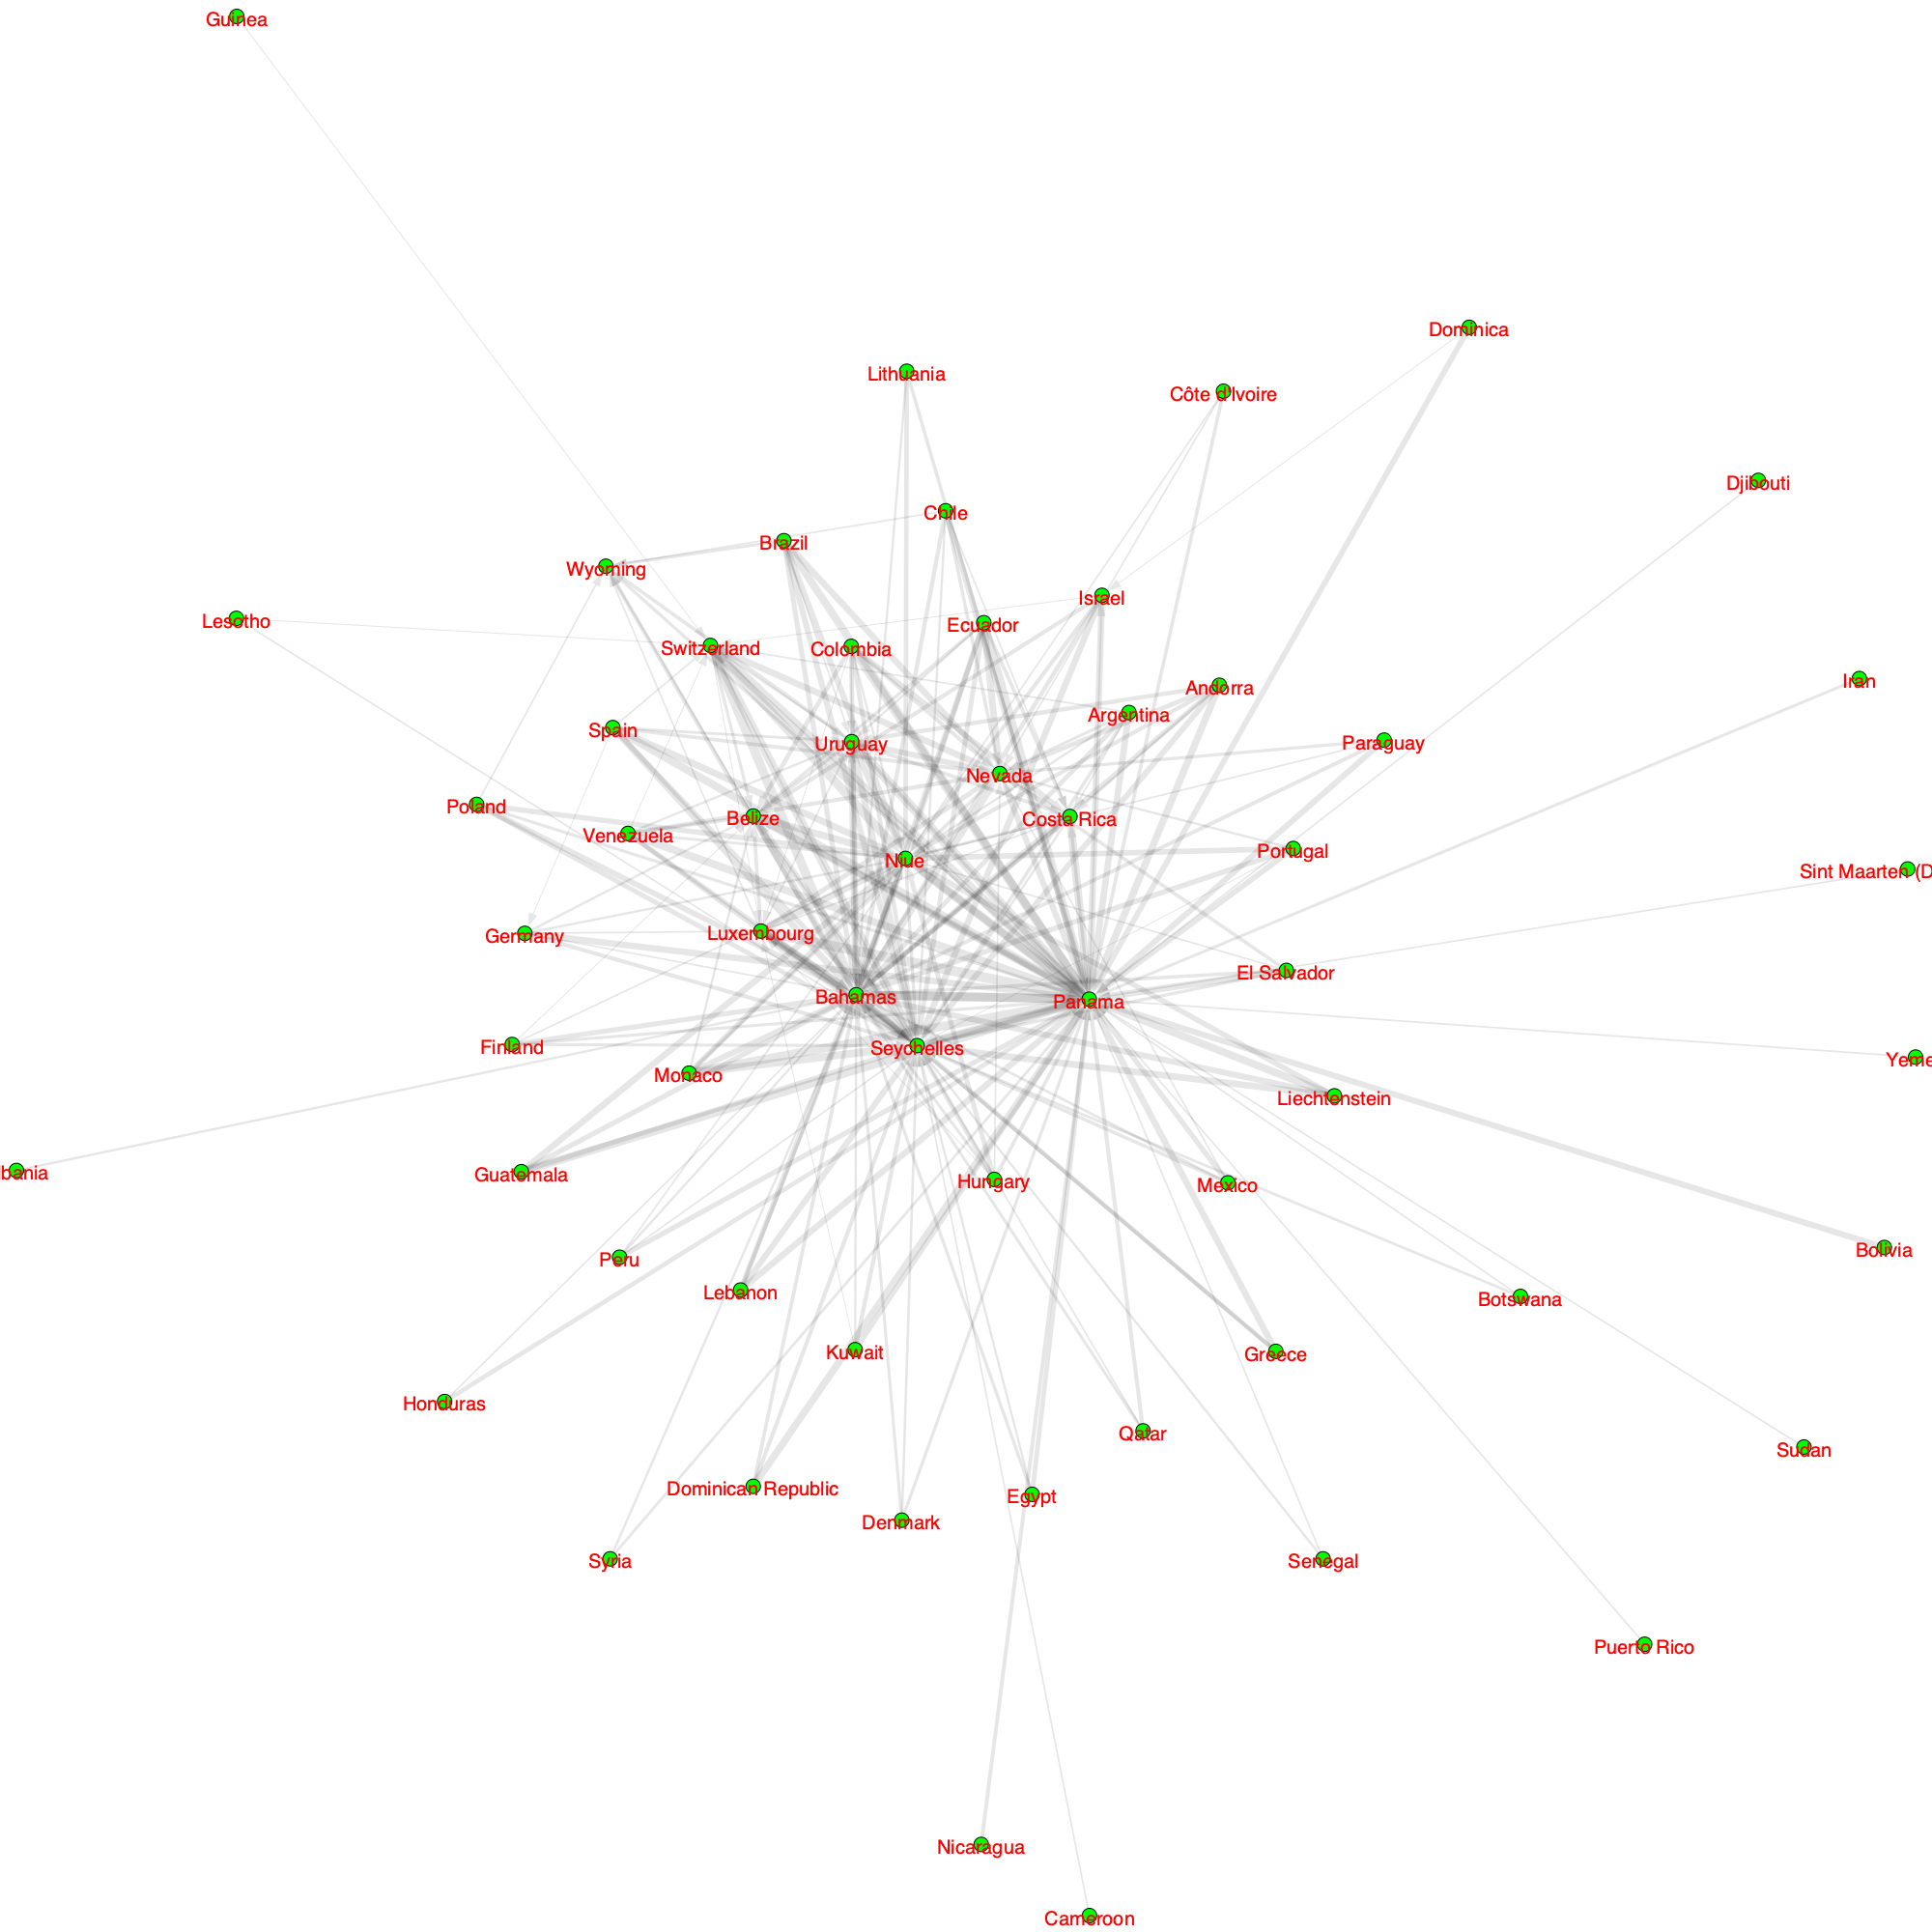 Guinea
Dominica
Lithuania
Côte d'Ivoire
Djibouti
Chile
Brazil
Wyoming
Israel
Lesotho
Ecuador
Switzerland
Colombia
Iran
Andorra
Argentina
Spain
Uruguay
Paraguay
Nevada
Poland
Belize
Costa Rica
Venezuela
Portugal
Niue
Sint Maarten (D
Luxembourg
Germany
El Salvador
Bahamas
Panama
Finland
Seychelles
Yeme
Monaco
Liechtenstein
bania
Guatemala
Hungary
Mexico
Bolivia
Peru
Lebanon
Botswana
Kuwait
Greece
Honduras
Qatar
Sudan
Dominican Republic
Egypt
Denmark
Syria
Senegal
Puerto Rico
Nicaragua
Cameroon